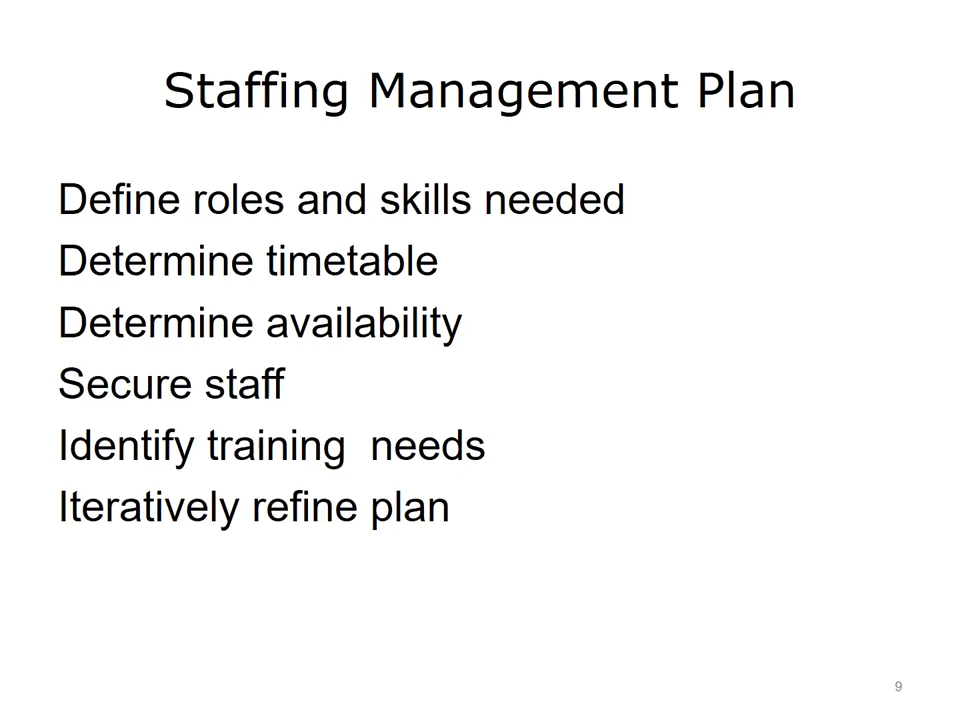 Staffing Management Plan
Define roles and skills needed
Determine timetable
Determine availability
Secure staff
Identify training  needs
Iteratively refine plan
9